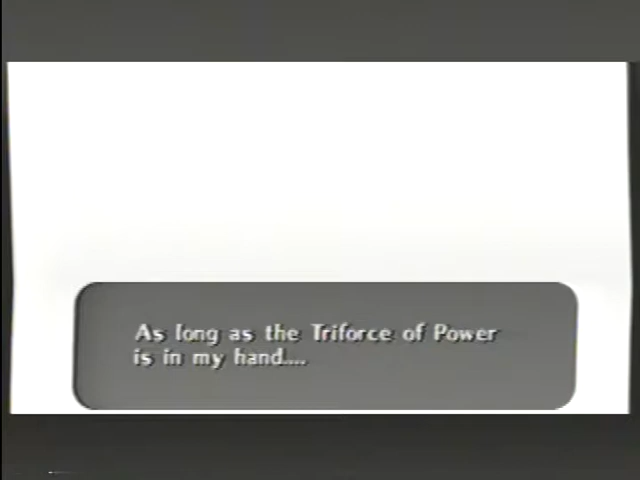 As long as the Triforce of Power
is in my hand....